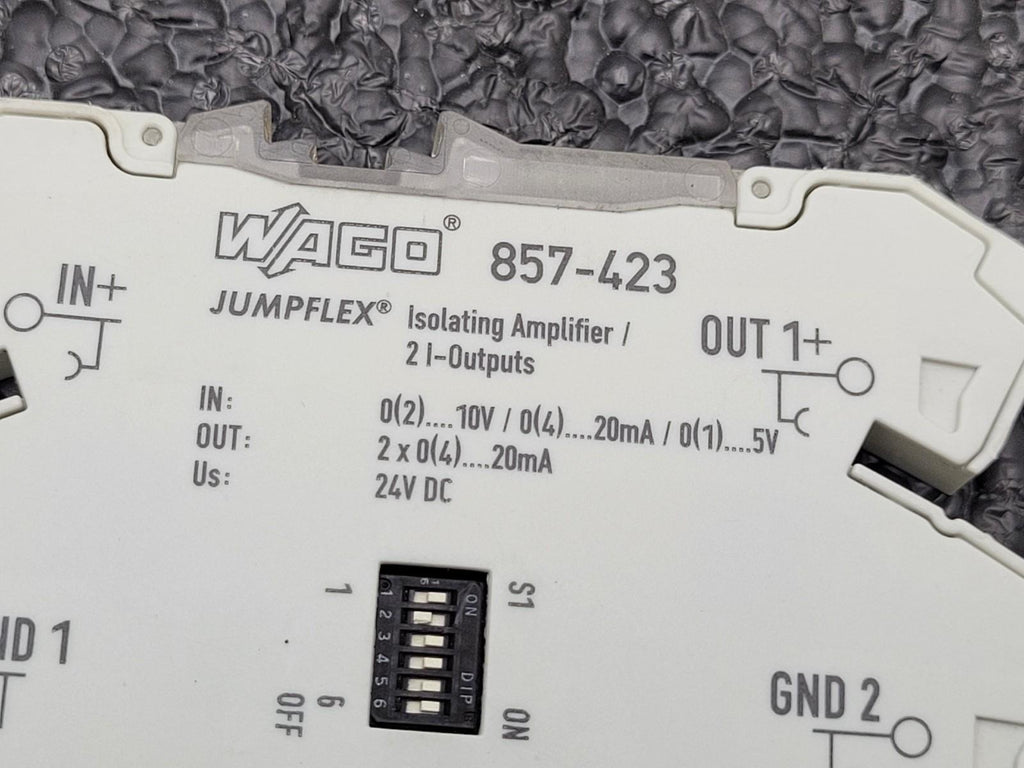 WAGO® 857-423
IN+
JUMPFLEX® Isolating Amplifier /
2 I-Outputs
OUT 1+
IN: 0(2)....10V / 0(4)....20mA / 0(1)....5V
OUT: 2 x 0(4)....20mA
Us: 24V DC
1
S1
ON
1
2
3
4
5
6
DIP
6
OFF
ON
ND 1
GND 2